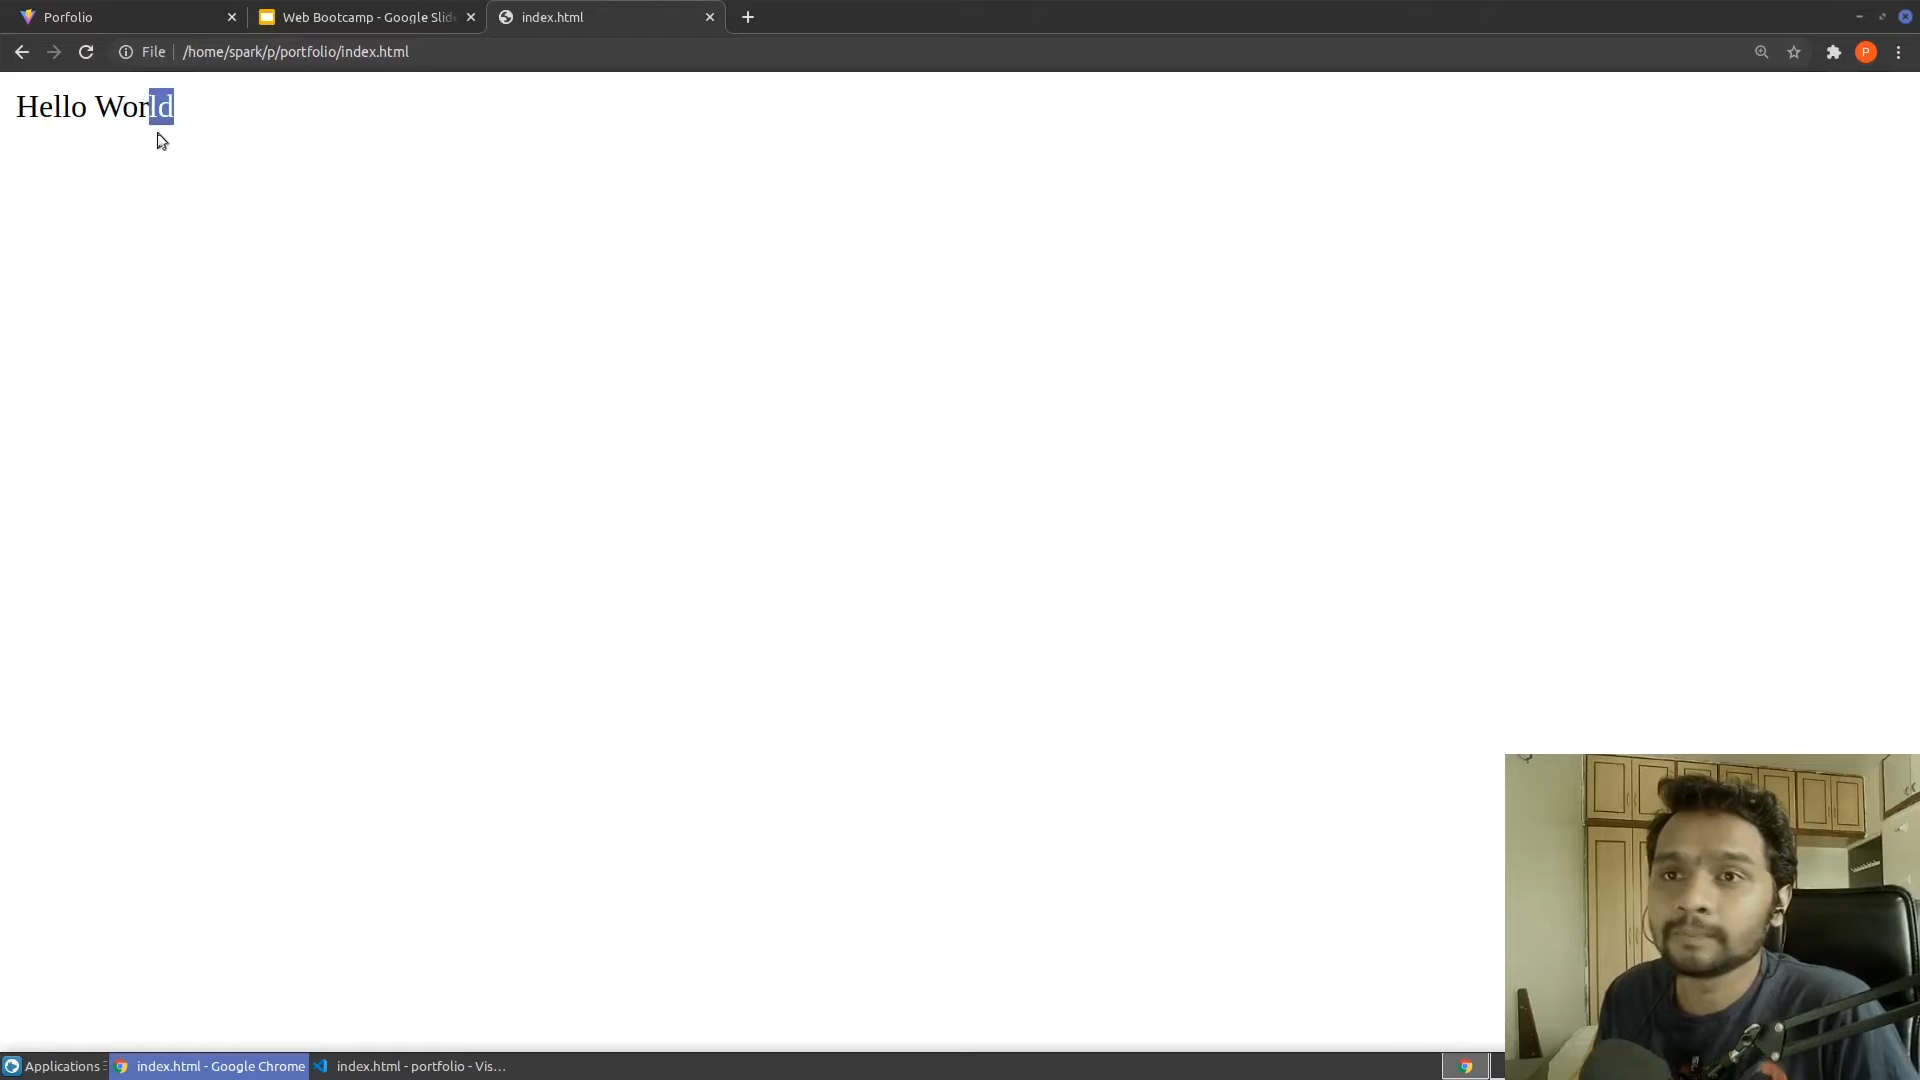 Porfolio
Web Bootcamp - Google Slide
index.html
File
/home/spark/p/portfolio/index.html
P
Hello World
Applications
index.html - Google Chrome
index.html - portfolio - Vis...